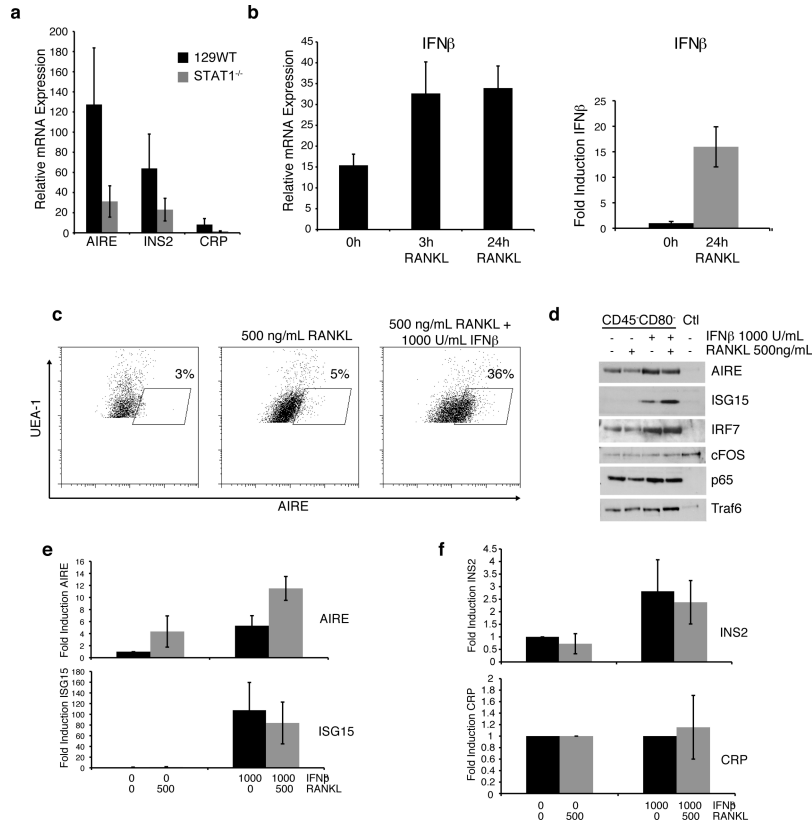 a
200
180
160
140
120
100
80
60
40
20
0
Relative mRNA Expression
129WT
STAT1-/-
AIRE INS2 CRP
b
IFNβ
45
40
35
30
25
20
15
10
5
0
Relative mRNA Expression
0h 3h 24h
RANKL RANKL
IFNβ
25
20
15
10
5
0
Fold Induction IFNβ
0h 24h
RANKL
c
500 ng/mL RANKL
500 ng/mL RANKL +
1000 U/mL IFNβ
3%
5%
36%
UEA-1
AIRE
d
CD45-CD80- Ctl
- - + + - IFNβ 1000 U/mL
- + - + - RANKL 500ng/mL
AIRE
ISG15
IRF7
cFOS
p65
Traf6
e
16
14
12
10
8
6
4
2
0
Fold Induction AIRE
AIRE
180
160
140
120
100
80
60
40
20
0
Fold Induction ISG15
ISG15
0 0 1000 1000 IFNβ
0 500 0 500 RANKL
f
4.5
4
3.5
3
2.5
2
1.5
1
0.5
0
Fold Induction INS2
INS2
2
1.8
1.6
1.4
1.2
1
0.8
0.6
0.4
0.2
0
Fold Induction CRP
CRP
0 0 1000 1000 IFNβ
0 500 0 500 RANKL